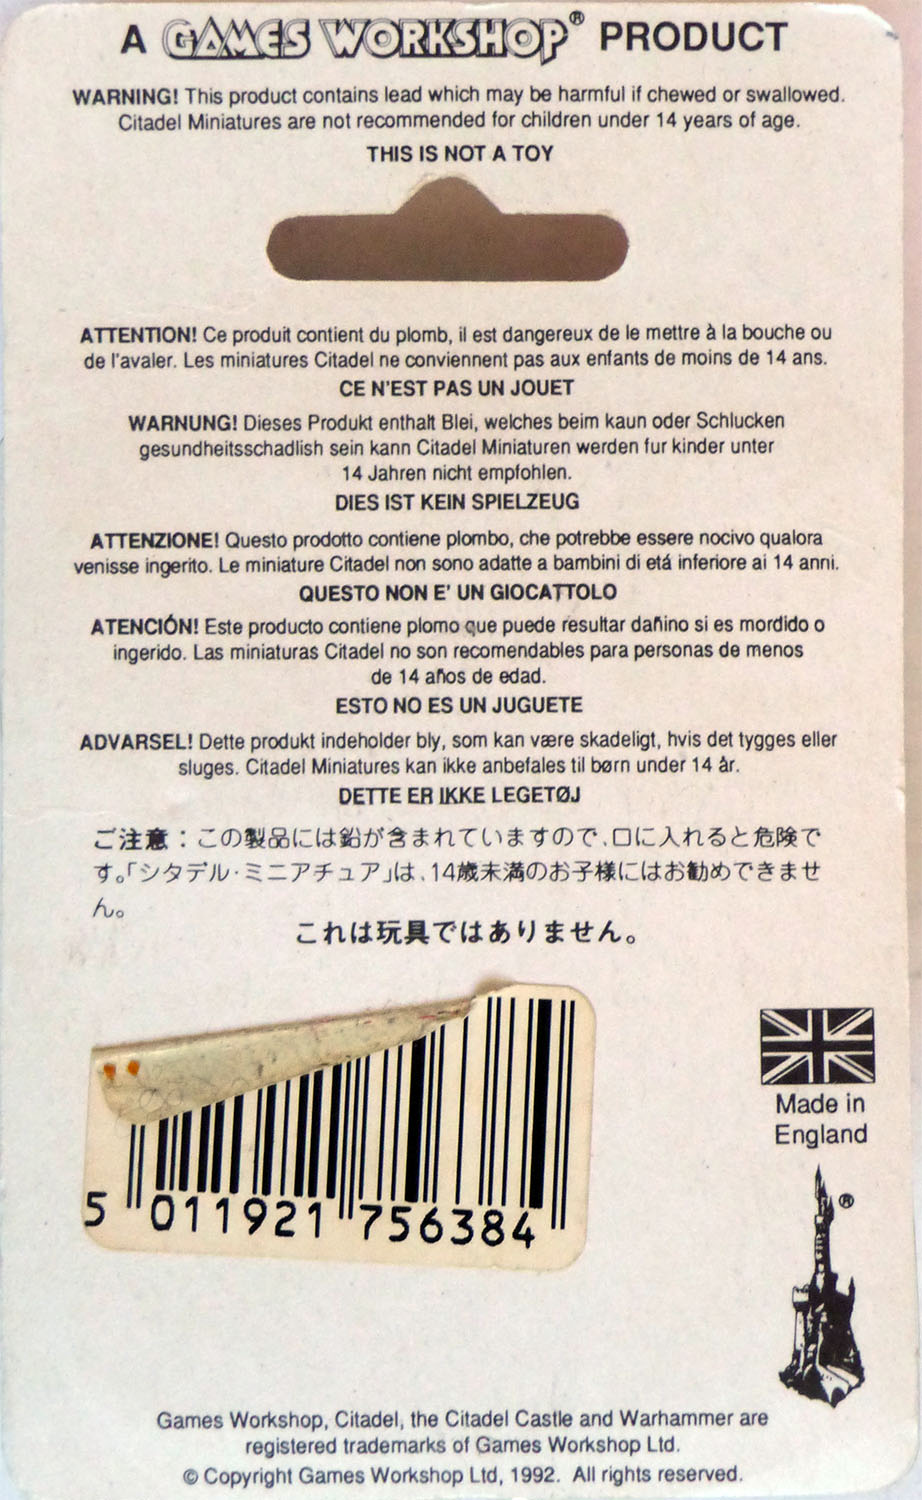 A GAMES WORKSHOP® PRODUCT
WARNING! This product contains lead which may be harmful if chewed or swallowed.
Citadel Miniatures are not recommended for children under 14 years of age.
THIS IS NOT A TOY
ATTENTION! Ce produit contient du plomb, il est dangereux de le mettre à la bouche ou
de l'avaler. Les miniatures Citadel ne conviennent pas aux enfants de moins de 14 ans.
CE N'EST PAS UN JOUET
WARNUNG! Dieses Produkt enthalt Blei, welches beim kaun oder Schlucken
gesundheitsschadlish sein kann Citadel Miniaturen werden fur kinder unter
14 Jahren nicht empfohlen.
DIES IST KEIN SPIELZEUG
ATTENZIONE! Questo prodotto contiene plombo, che potrebbe essere nocivo qualora
venisse ingerito. Le miniature Citadel non sono adatte a bambini di etá inferiore ai 14 anni.
QUESTO NON E' UN GIOCATTOLO
ATENCIÓN! Este producto contiene plomo que puede resultar dañino si es mordido o
ingerido. Las miniaturas Citadel no son recomendables para personas de menos
de 14 años de edad.
ESTO NO ES UN JUGUETE
ADVARSEL! Dette produkt indeholder bly, som kan være skadeligt, hvis det tygges eller
sluges. Citadel Miniatures kan ikke anbefales til børn under 14 år.
DETTE ER IKKE LEGETØJ
ご注意：この製品には鉛が含まれていますので、口に入れると危険で
す。「シタデル・ミニアチュア」は、14歳未満のお子様にはお勧めできませ
ん。
これは玩具ではありません。
5 011921 756384
Made in
England
®
Games Workshop, Citadel, the Citadel Castle and Warhammer are
registered trademarks of Games Workshop Ltd.
© Copyright Games Workshop Ltd, 1992. All rights reserved.